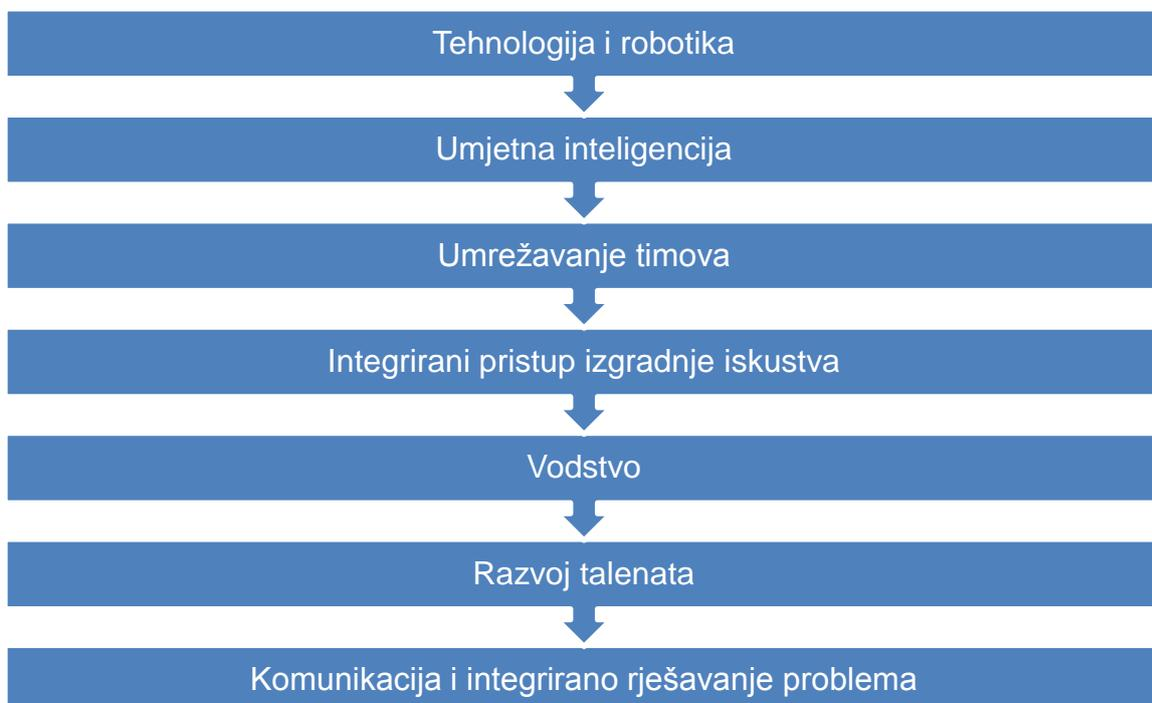 Tehnologija i robotika
Umjetna inteligencija
Umrežavanje timova
Integrirani pristup izgradnje iskustva
Vodstvo
Razvoj talenata
Komunikacija i integrirano rješavanje problema